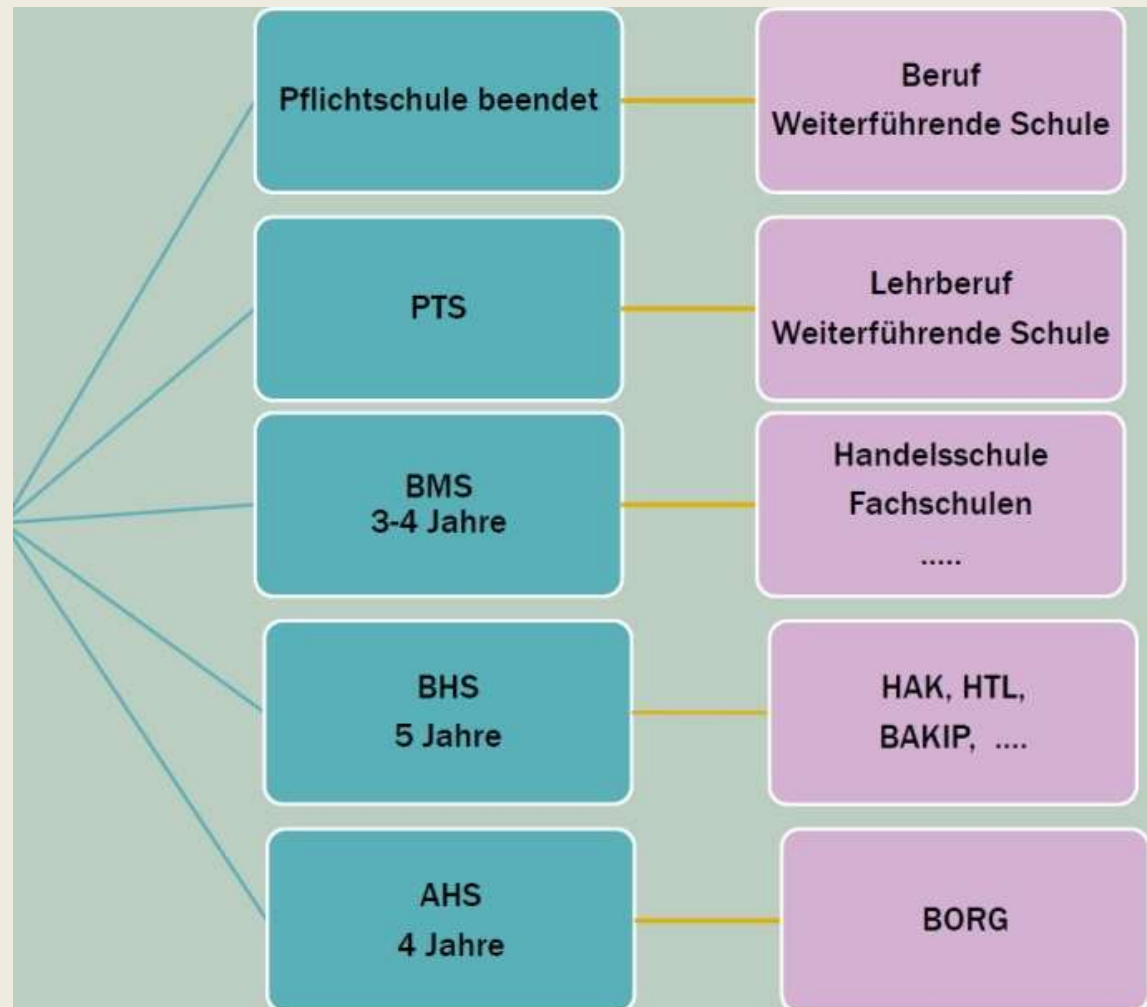 Pflichtschule beendet
Beruf
Weiterführende Schule
PTS
Lehrberuf
Weiterführende Schule
BMS
3-4 Jahre
Handelsschule
Fachschulen
.....
BHS
5 Jahre
HAK, HTL,
BAKIP, ....
AHS
4 Jahre
BORG